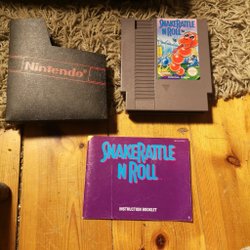 Nintendo
SNAKE RATTLE
N ROLL
SNAKE RATTLE
N ROLL
INSTRUCTION BOOKLET